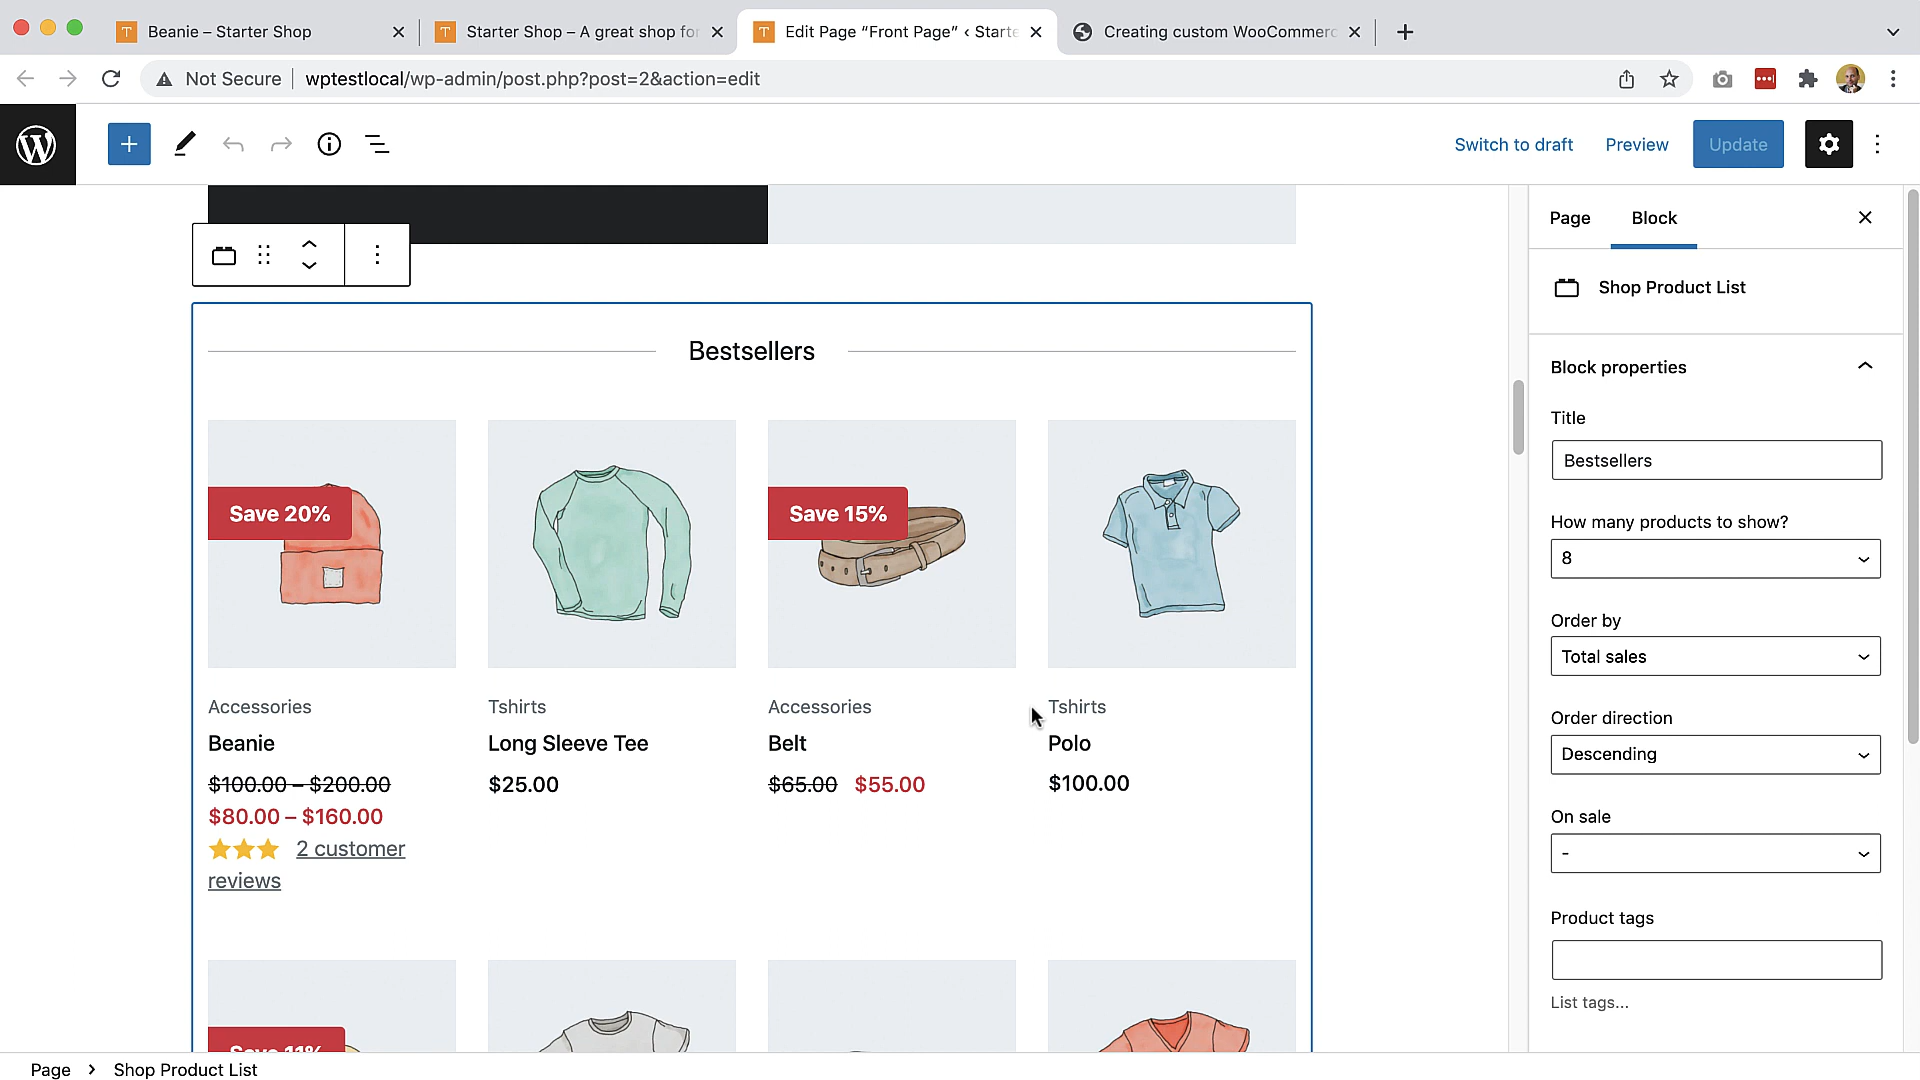 Beanie – Starter Shop
Starter Shop – A great shop for
Edit Page “Front Page” ‹ Starte
Creating custom WooCommerc
Not Secure
wptestlocal/wp-admin/post.php?post=2&action=edit
Switch to draft
Preview
Update
Page
Block
Shop Product List
Block properties
Title
Bestsellers
How many products to show?
8
Order by
Total sales
Order direction
Descending
On sale
-
Product tags
List tags...
Bestsellers
Save 20%
Save 15%
Accessories
Beanie
$100.00 – $200.00
$80.00 – $160.00
2 customer
reviews
Tshirts
Long Sleeve Tee
$25.00
Accessories
Belt
$65.00 $55.00
Tshirts
Polo
$100.00
Save 11%
Page › Shop Product List